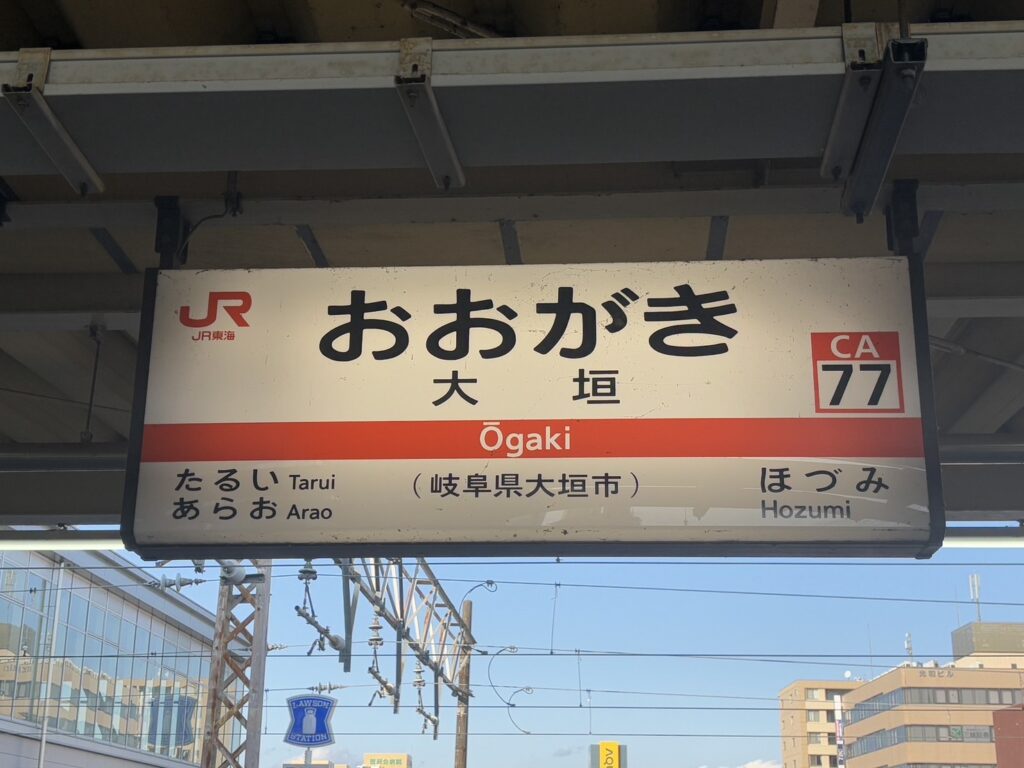 JR
JR東海
おおがき
大垣
CA
77
Ōgaki
たるい Tarui
あらお Arao
（岐阜県大垣市）
ほづみ
Hozumi
LAWSON
STATION